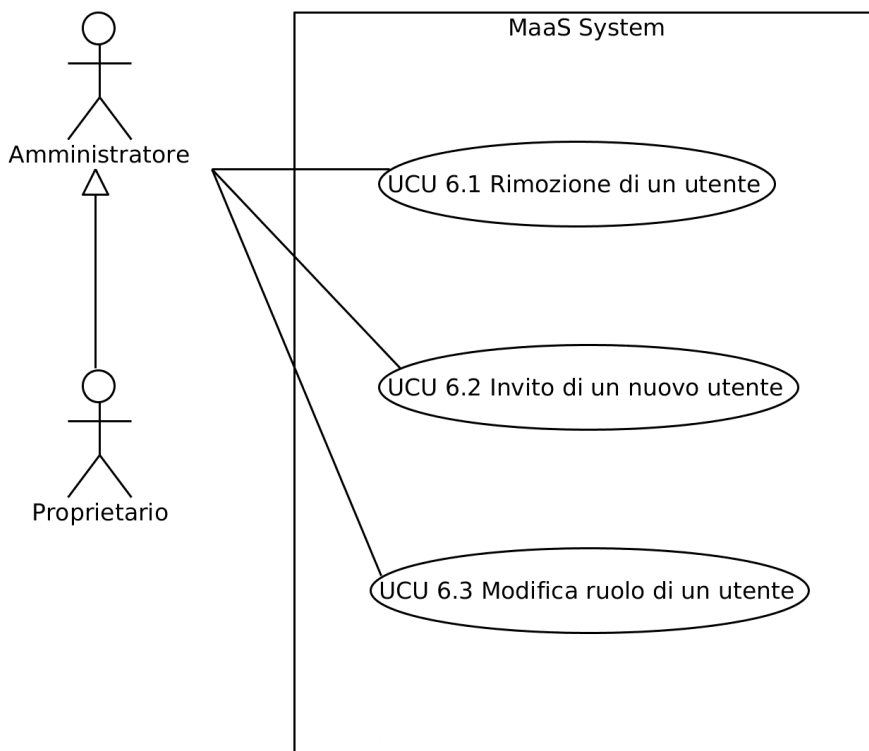 MaaS System
Amministratore
UCU 6.1 Rimozione di un utente
UCU 6.2 Invito di un nuovo utente
Proprietario
UCU 6.3 Modifica ruolo di un utente